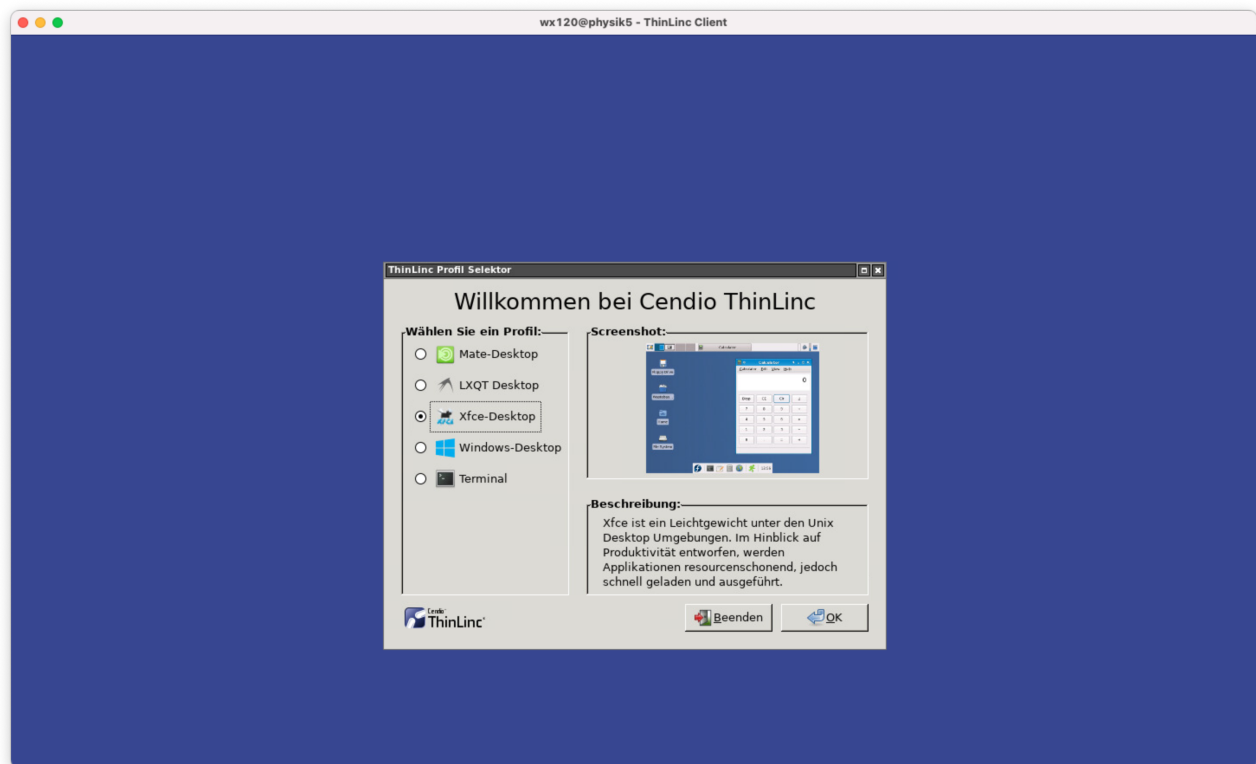 wx120@physik5 - ThinLinc Client
ThinLinc Profil Selektor
Willkommen bei Cendio ThinLinc
Wählen Sie ein Profil:
Mate-Desktop
LXQT Desktop
Xfce-Desktop
Windows-Desktop
Terminal
Screenshot:
Beschreibung:
Xfce ist ein Leichtgewicht unter den Unix
Desktop Umgebungen. Im Hinblick auf
Produktivität entworfen, werden
Applikationen resourcenschonend, jedoch
schnell geladen und ausgeführt.
Cendio
ThinLinc
Beenden
OK